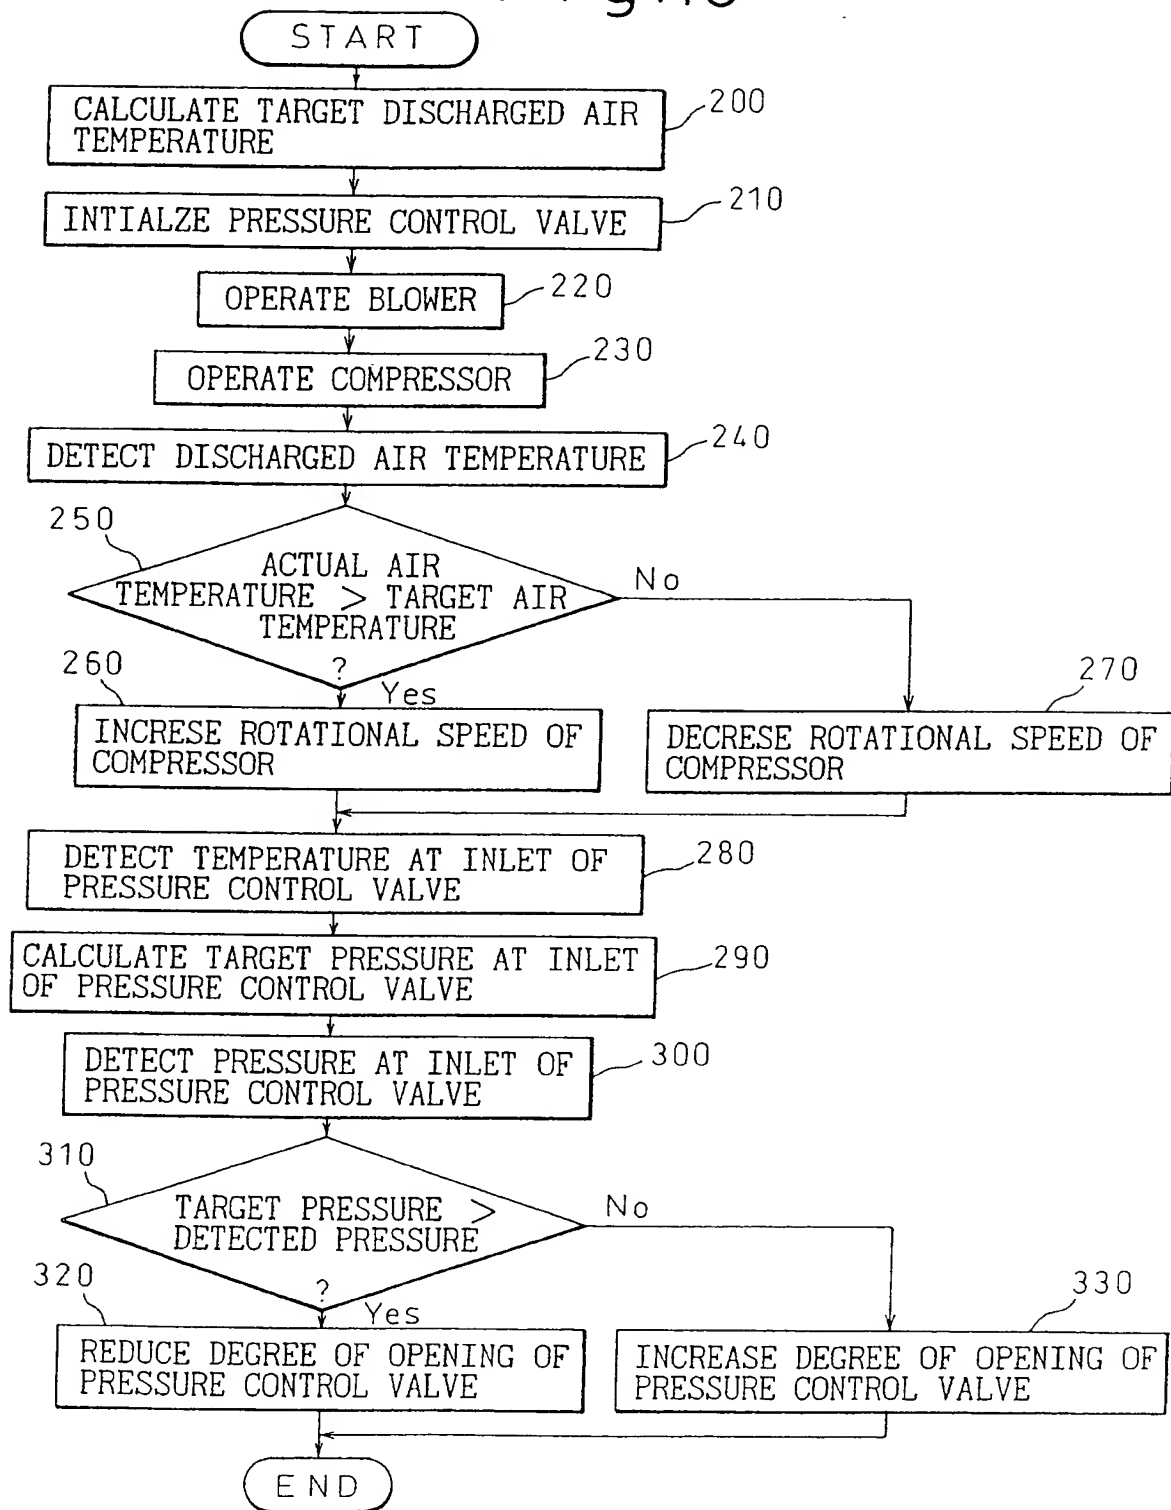 START
CALCULATE TARGET DISCHARGED AIR
TEMPERATURE
200
INTIALZE PRESSURE CONTROL VALVE
210
OPERATE BLOWER
220
OPERATE COMPRESSOR
230
DETECT DISCHARGED AIR TEMPERATURE
240
250
ACTUAL AIR
TEMPERATURE > TARGET AIR
TEMPERATURE
?
No
Yes
260
INCRESE ROTATIONAL SPEED OF
COMPRESSOR
270
DECRESE ROTATIONAL SPEED OF
COMPRESSOR
DETECT TEMPERATURE AT INLET OF
PRESSURE CONTROL VALVE
280
CALCULATE TARGET PRESSURE AT INLET
OF PRESSURE CONTROL VALVE
290
DETECT PRESSURE AT INLET OF
PRESSURE CONTROL VALVE
300
310
TARGET PRESSURE >
DETECTED PRESSURE
?
No
Yes
320
REDUCE DEGREE OF OPENING OF
PRESSURE CONTROL VALVE
330
INCREASE DEGREE OF OPENING OF
PRESSURE CONTROL VALVE
END